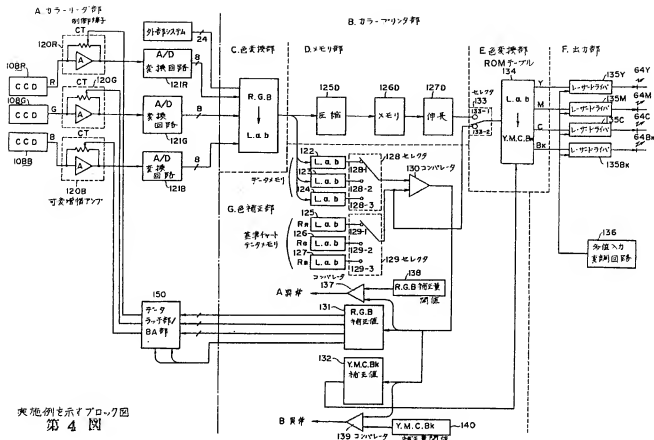 A. カラーリーダ部
B. カラープリンタ部
制御端子
120R
CT
外部システム
24
C. 色変換部
D. メモリ部
E. 色変換部
ROMテーブル
F. 出力部
108R
CCD
R
A
A/D
変換回路
121R
8
120G
CT
108G
CCD
G
A
A/D
変換回路
121G
8
CT
108B
CCD
B
A
A/D
変換回路
121B
8
120B
可変増幅アンプ
R.G.B
L.a.b
125D
圧縮
126D
メモリ
127D
伸長
セレクタ
133
133-1
133-2
134
L.a.b
Y.M.C.Bk
Y
M
C
Bk
135Y
レーザドライバ
64Y
135M
レーザドライバ
64M
135C
レーザドライバ
64C
レーザドライバ
64Bk
135Bk
122
L.a.b
123
L.a.b
124
L.a.b
データメモリ
128 セレクタ
128-1
128-2
128-3
130 コンパレータ
G. 色補正部
基準チャート
データメモリ
125
L.a.b
126
L.a.b
127
L.a.b
129-1
129-2
129-3
129 セレクタ
コンパレータ
137
138
R.G.B 補正量
閾値
A 異常
131
R.G.B
補正値
150
データ
ラッチ部/
132
Y.M.C.Bk
補正値
136
多値入力
変調回路
B 異常
139 コンパレータ
Y.M.C.Bk
140
補正量閾値
実施例を示すブロック図
第 4 図